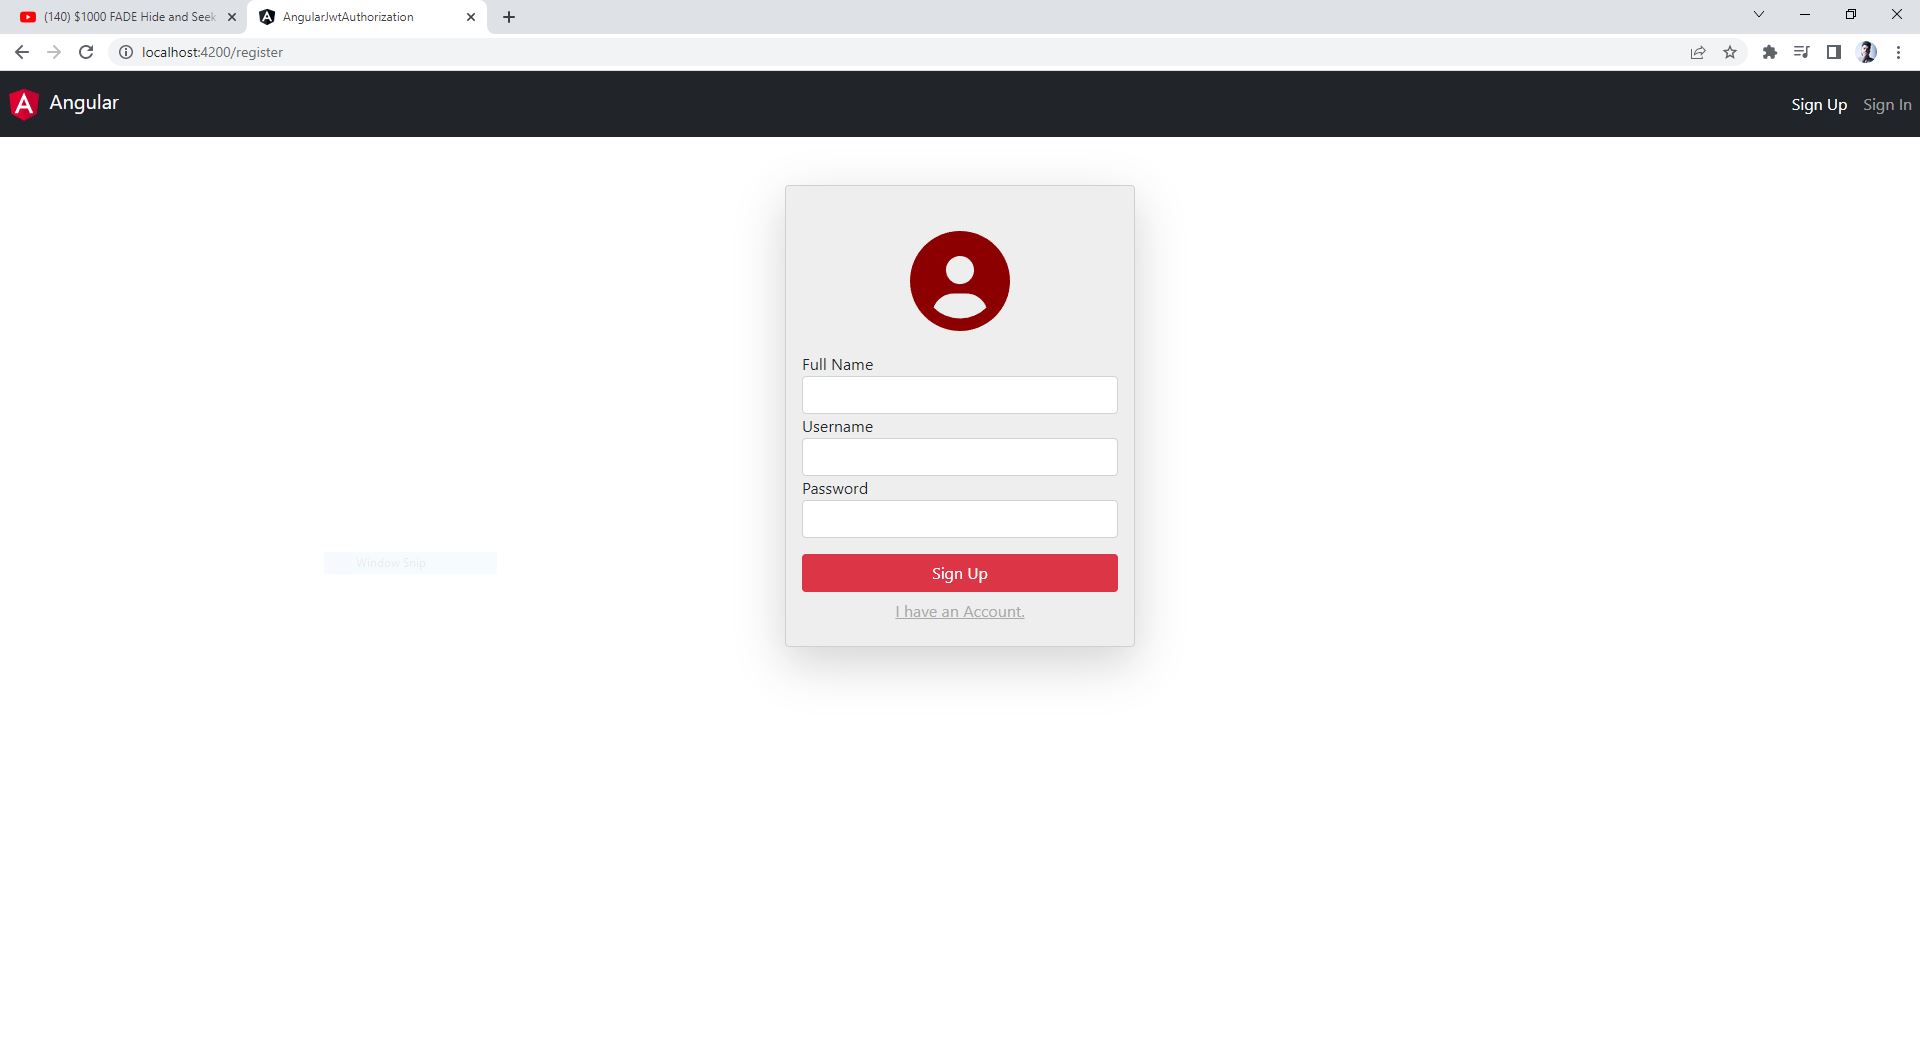 (140) $1000 FADE Hide and Seek
AngularJwtAuthorization
localhost:4200/register
Angular
Sign Up
Sign In
Full Name
Username
Password
Window Snip
Sign Up
I have an Account.